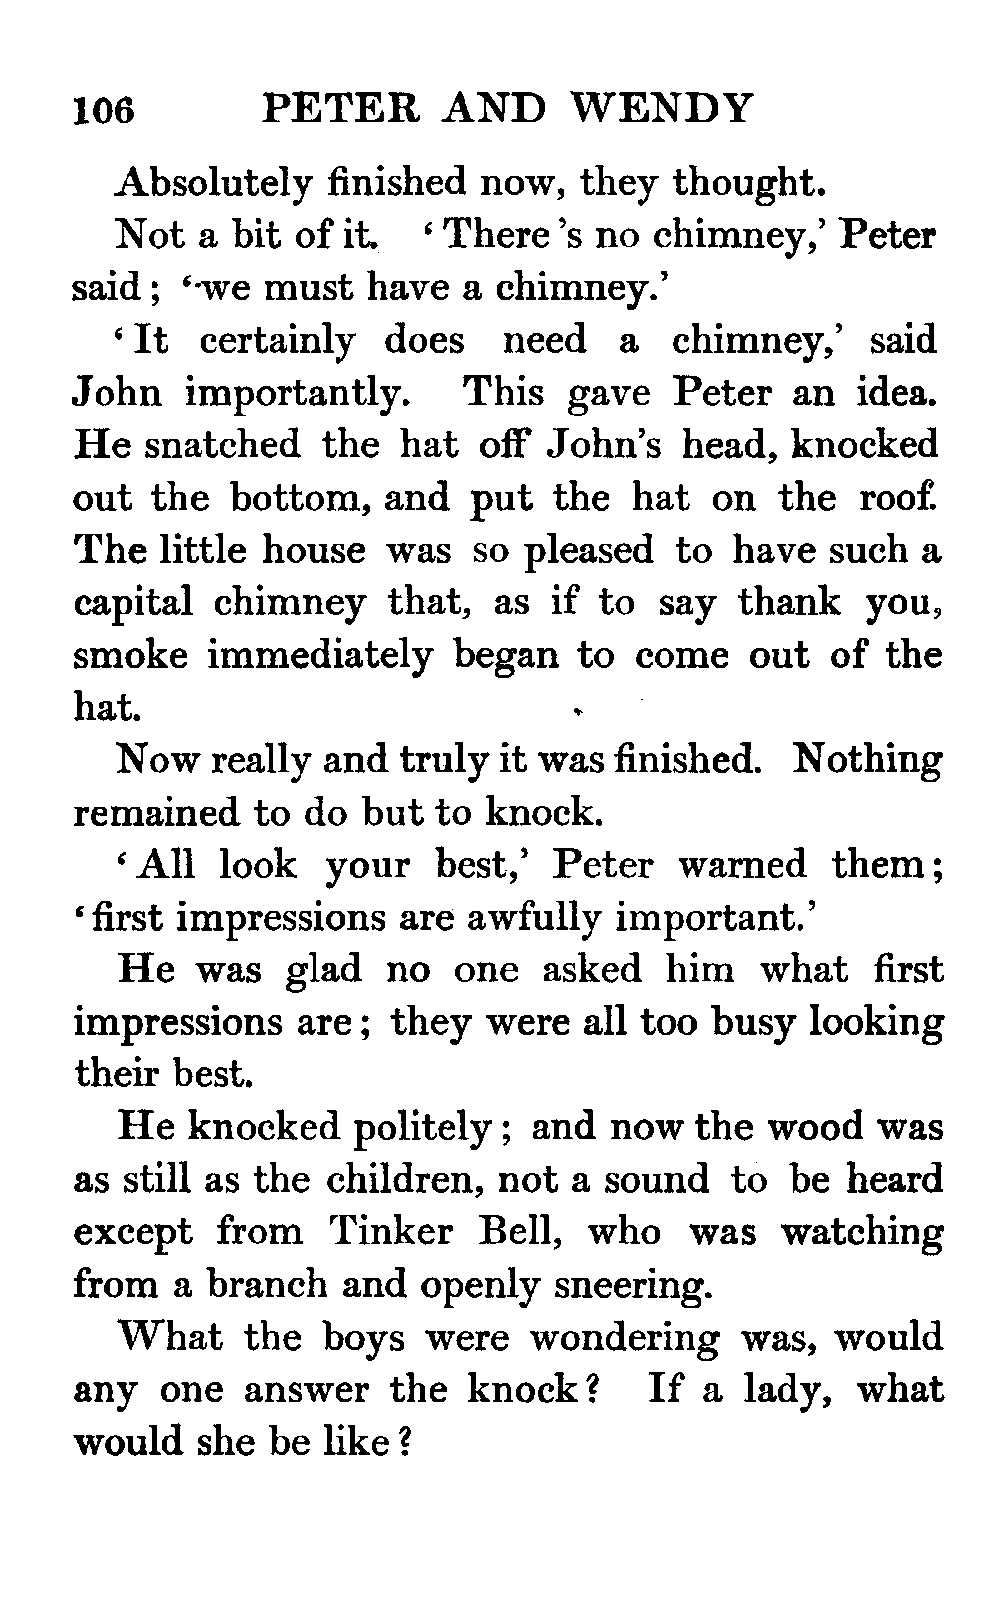 106 PETER AND WENDY
Absolutely finished now, they thought.
Not a bit of it. ‘There's no chimney,’ Peter
said; ‘we must have a chimney.’
‘It certainly does need a chimney,’ said
John importantly. This gave Peter an idea.
He snatched the hat off John's head, knocked
out the bottom, and put the hat on the roof.
The little house was so pleased to have such a
capital chimney that, as if to say thank you,
smoke immediately began to come out of the
hat.
Now really and truly it was finished. Nothing
remained to do but to knock.
‘All look your best,’ Peter warned them;
‘first impressions are awfully important.’
He was glad no one asked him what first
impressions are; they were all too busy looking
their best.
He knocked politely; and now the wood was
as still as the children, not a sound to be heard
except from Tinker Bell, who was watching
from a branch and openly sneering.
What the boys were wondering was, would
any one answer the knock? If a lady, what
would she be like?